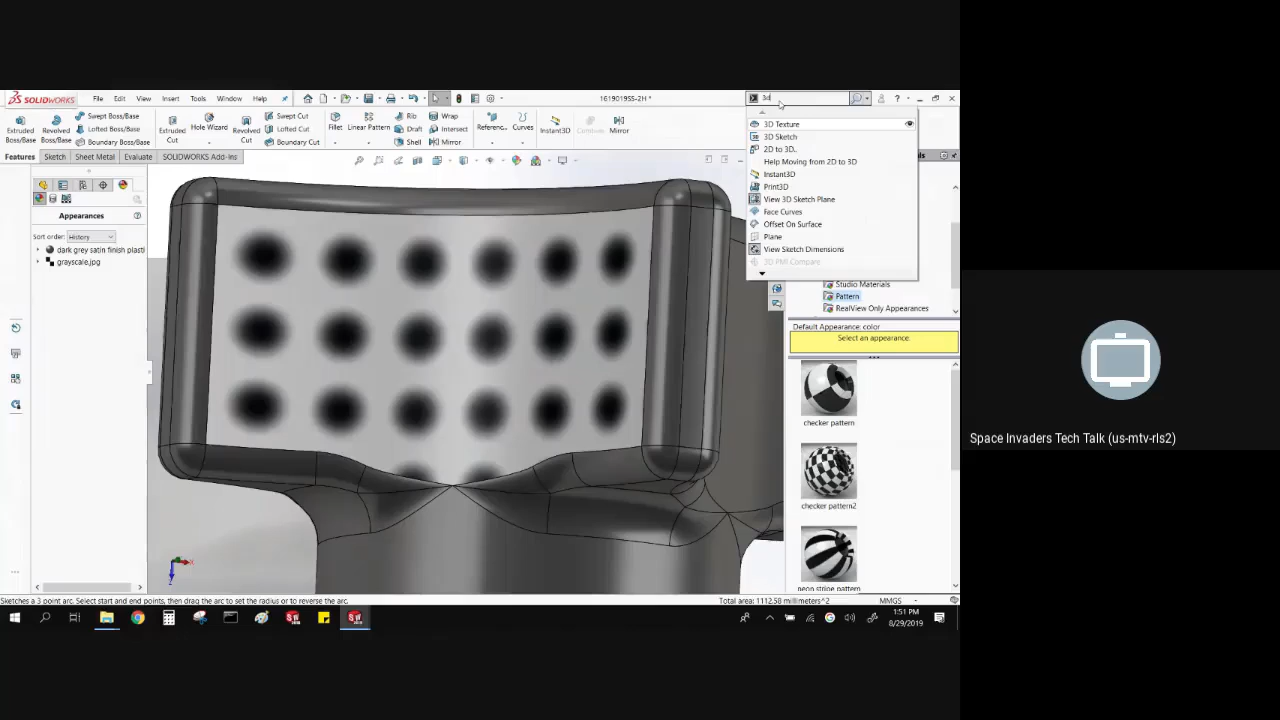 SOLIDWORKS File Edit View Insert Tools Window Help 1619019SS-2H * 3d
Extruded Boss/Base
Revolved Boss/Base
Swept Boss/Base
Lofted Boss/Base
Boundary Boss/Base
Extruded Cut
Hole Wizard
Revolved Cut
Swept Cut
Lofted Cut
Boundary Cut
Fillet
Linear Pattern
Rib
Draft
Shell
Wrap
Intersect
Mirror
Referenc...
Curves
Instant3D
Mirror
Features Sketch Sheet Metal Evaluate SOLIDWORKS Add-Ins
3D Texture
3D Sketch
2D to 3D..
Help Moving from 2D to 3D
Instant3D
Print3D
View 3D Sketch Plane
Face Curves
Offset On Surface
Plane
View Sketch Dimensions
3D PMI Compare
Appearances
Sort order: History
dark grey satin finish plasti
grayscale.jpg
Studio Materials
Pattern
RealView Only Appearances
Default Appearance: color
Select an appearance.
checker pattern
checker pattern2
neon stripe pattern
Space Invaders Tech Talk (us-mtv-rls2)
Sketches a 3 point arc. Select start and end points, then drag the arc to set the radius or to reverse the arc. Total area: 1112.58 millimeters^2 MMGS
1:51 PM
8/29/2019